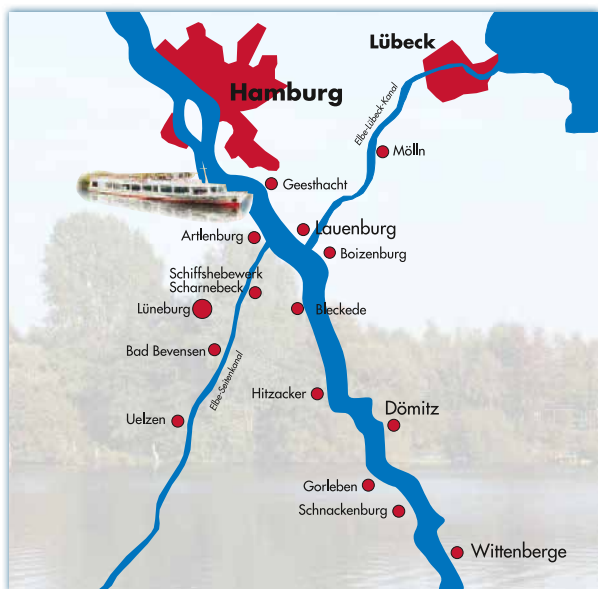 Lübeck
Hamburg
Elbe-Lübeck-Kanal
Mölln
Geesthacht
Lauenburg
Artlenburg
Boizenburg
Schiffshebewerk
Scharnebeck
Lüneburg
Bleckede
Bad Bevensen
Elbe-Seitenkanal
Hitzacker
Dömitz
Uelzen
Gorleben
Schnackenburg
Wittenberge